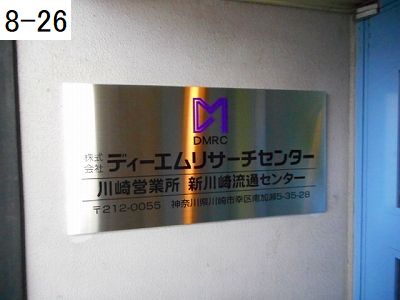 8-26
DMRC
株式会社 ディーエムリサーチセンター
川崎営業所 新川崎流通センター
〒212-0055 神奈川県川崎市幸区南加瀬5-35-28